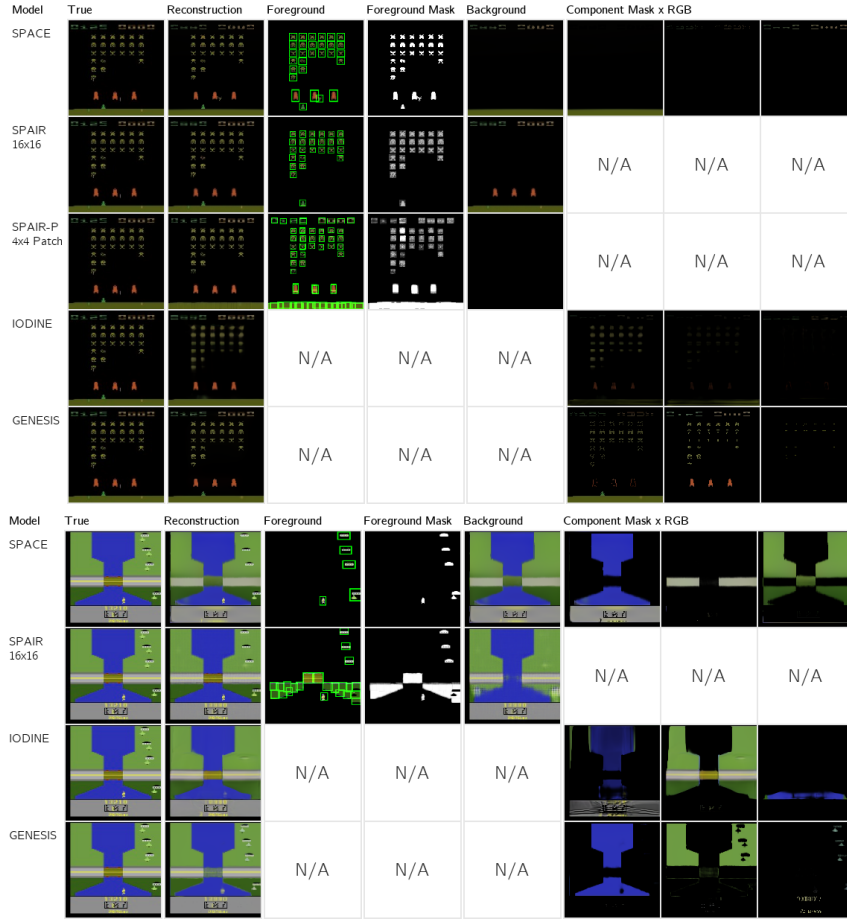 Model True Reconstruction Foreground Foreground Mask Background Component Mask x RGB
SPACE
SPAIR
16x16
N/A N/A N/A
SPAIR-P
4x4 Patch
N/A N/A N/A
IODINE
N/A N/A N/A
GENESIS
N/A N/A N/A
Model True Reconstruction Foreground Foreground Mask Background Component Mask x RGB
SPACE
SPAIR
16x16
N/A N/A N/A
IODINE
N/A N/A N/A
GENESIS
N/A N/A N/A